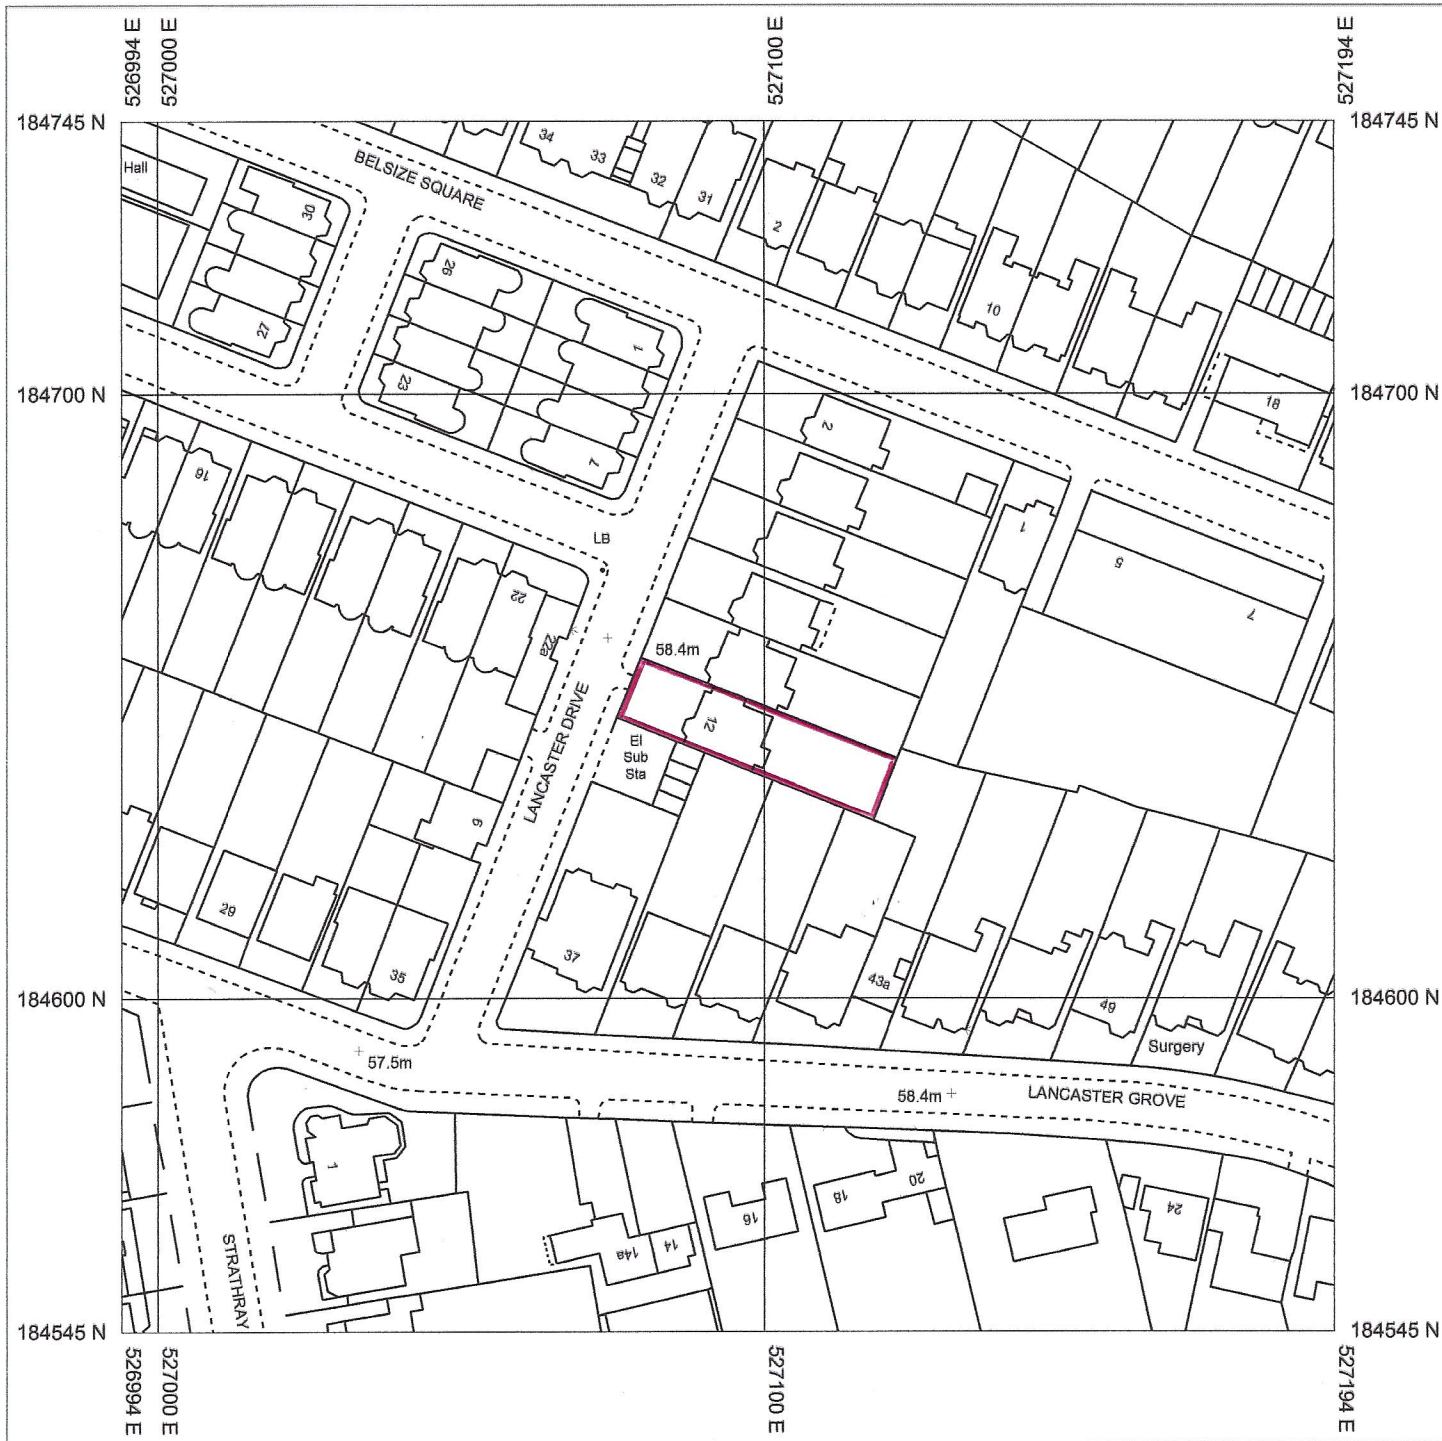 526994 E
527000 E
527100 E
527194 E
184745 N
184745 N
Hall
BELSIZE SQUARE
34
33
32
31
30
2
26
27
1
10
23
7
18
184700 N
184700 N
2
16
1
5
7
LB
22
22a
58.4m
12
El
Sub
Sta
LANCASTER DRIVE
9
29
35
37
43a
49
Surgery
184600 N
184600 N
57.5m
58.4m
LANCASTER GROVE
1
16
18
20
24
14a
14
STRATHRAY
184545 N
184545 N
526994 E
527000 E
527100 E
527194 E